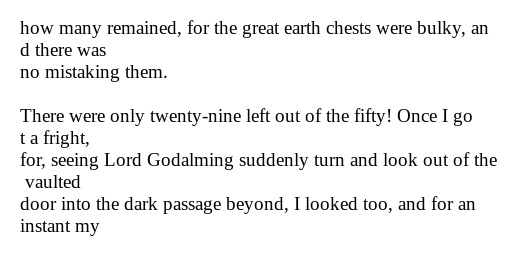 how many remained, for the great earth chests were bulky, an
d there was
no mistaking them.

There were only twenty-nine left out of the fifty! Once I go
t a fright,
for, seeing Lord Godalming suddenly turn and look out of the
 vaulted
door into the dark passage beyond, I looked too, and for an
instant my